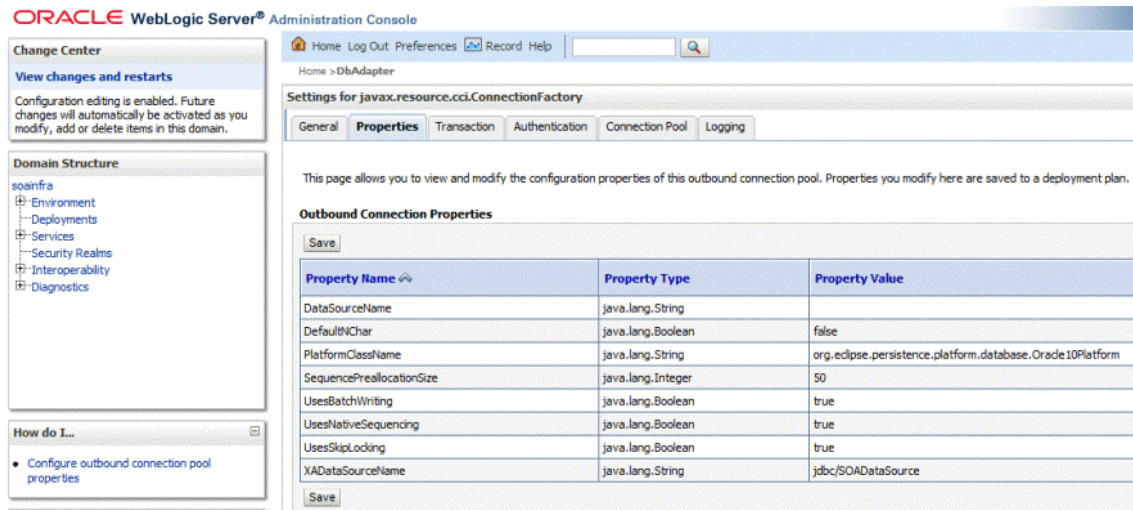 ORACLE WebLogic Server® Administration Console
Change Center
View changes and restarts
Configuration editing is enabled. Future
changes will automatically be activated as you
modify, add or delete items in this domain.
Domain Structure
soainfra
Environment
Deployments
Services
Security Realms
Interoperability
Diagnostics
How do I...
Configure outbound connection pool
properties
Home Log Out Preferences Record Help
Home >DbAdapter
Settings for javax.resource.cci.ConnectionFactory
General Properties Transaction Authentication Connection Pool Logging
This page allows you to view and modify the configuration properties of this outbound connection pool. Properties you modify here are saved to a deployment plan.
Outbound Connection Properties
Save
Property Name Property Type Property Value
DataSourceName java.lang.String
DefaultNChar java.lang.Boolean false
PlatformClassName java.lang.String org.eclipse.persistence.platform.database.Oracle10Platform
SequencePreallocationSize java.lang.Integer 50
UsesBatchWriting java.lang.Boolean true
UsesNativeSequencing java.lang.Boolean true
UsesSkipLocking java.lang.Boolean true
XADataSourceName java.lang.String jdbc/SOADataSource
Save